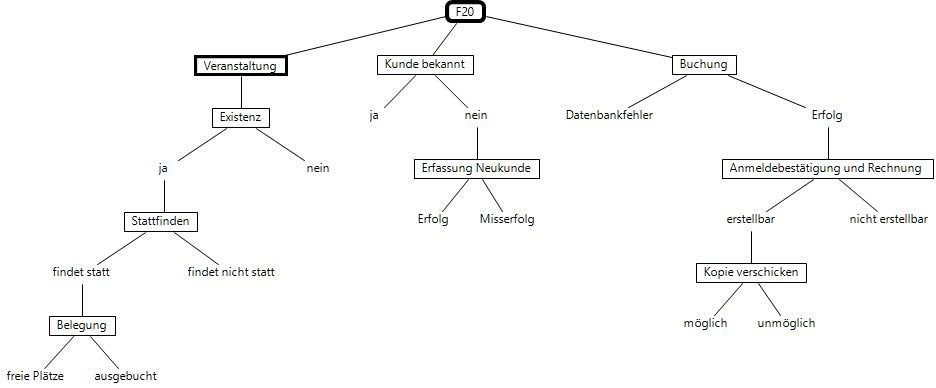 F20
Veranstaltung
Kunde bekannt
Buchung
Existenz
ja
nein
Datenbankfehler
Erfolg
ja
nein
Erfassung Neukunde
Anmeldebestätigung und Rechnung
Stattfinden
Erfolg
Misserfolg
erstellbar
nicht erstellbar
findet statt
findet nicht statt
Kopie verschicken
Belegung
möglich
unmöglich
freie Plätze
ausgebucht